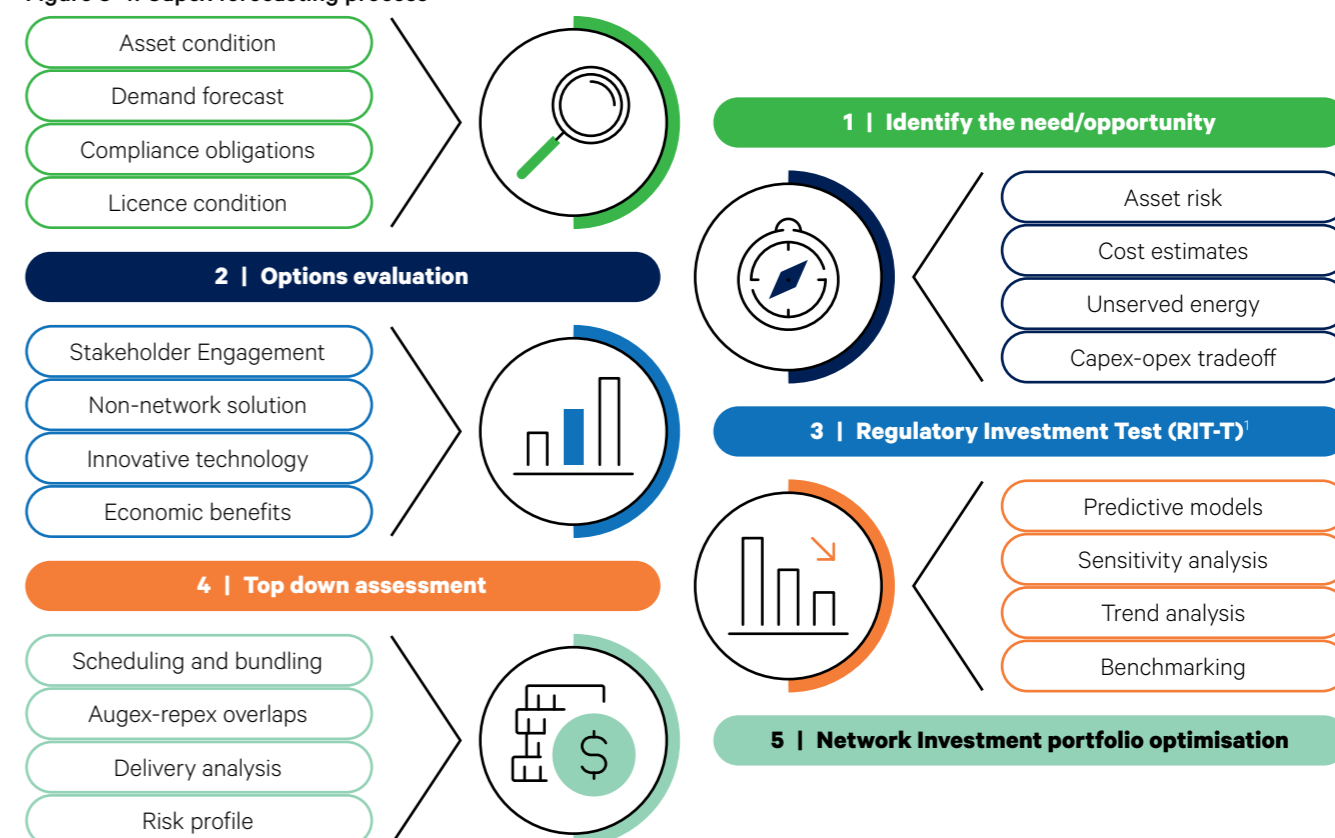 Asset condition
Demand forecast
Compliance obligations
Licence condition
1 | Identify the need/opportunity
2 | Options evaluation
Asset risk
Cost estimates
Unserved energy
Capex-opex tradeoff
Stakeholder Engagement
Non-network solution
Innovative technology
Economic benefits
3 | Regulatory Investment Test (RIT-T)¹
4 | Top down assessment
Predictive models
Sensitivity analysis
Trend analysis
Benchmarking
Scheduling and bundling
Augex-repex overlaps
Delivery analysis
Risk profile
$
5 | Network Investment portfolio optimisation